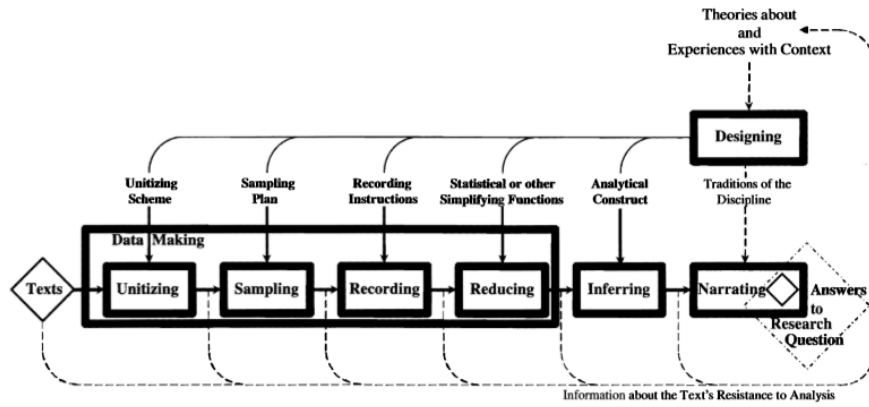 Theories about
and
Experiences with Context
Designing
Unitizing
Scheme
Sampling
Plan
Recording
Instructions
Statistical or other
Simplifying Functions
Analytical
Construct
Traditions of the
Discipline
Data Making
Texts
Unitizing
Sampling
Recording
Reducing
Inferring
Narrating
Answers
to
Research
Question
Information about the Text's Resistance to Analysis